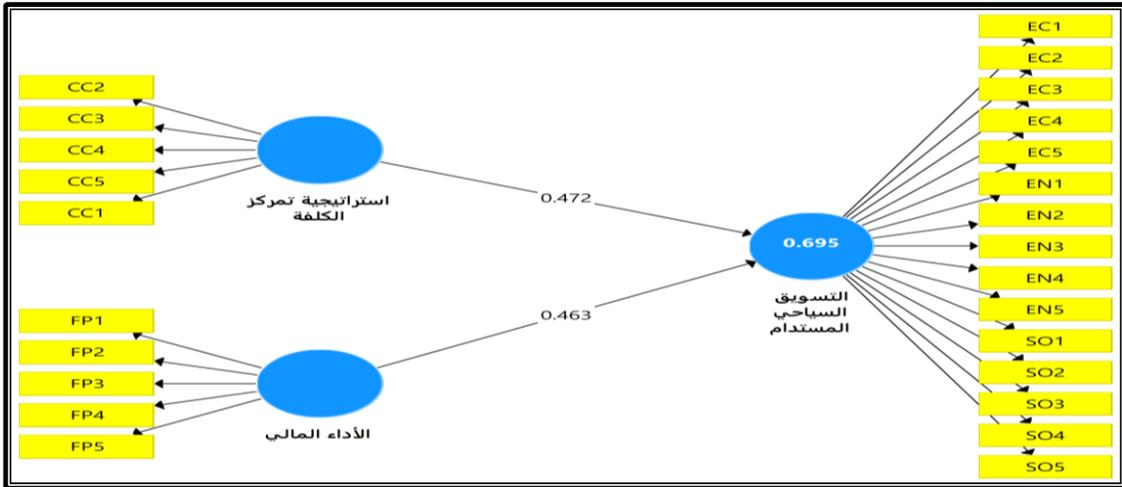 CC2
CC3
CC4
CC5
CC1
استراتيجية تمركز
الكلفة
0.472
FP1
FP2
FP3
FP4
FP5
الأداء المالي
0.463
0.695
التسويق
السياحي
المستدام
EC1
EC2
EC3
EC4
EC5
EN1
EN2
EN3
EN4
EN5
SO1
SO2
SO3
SO4
SO5